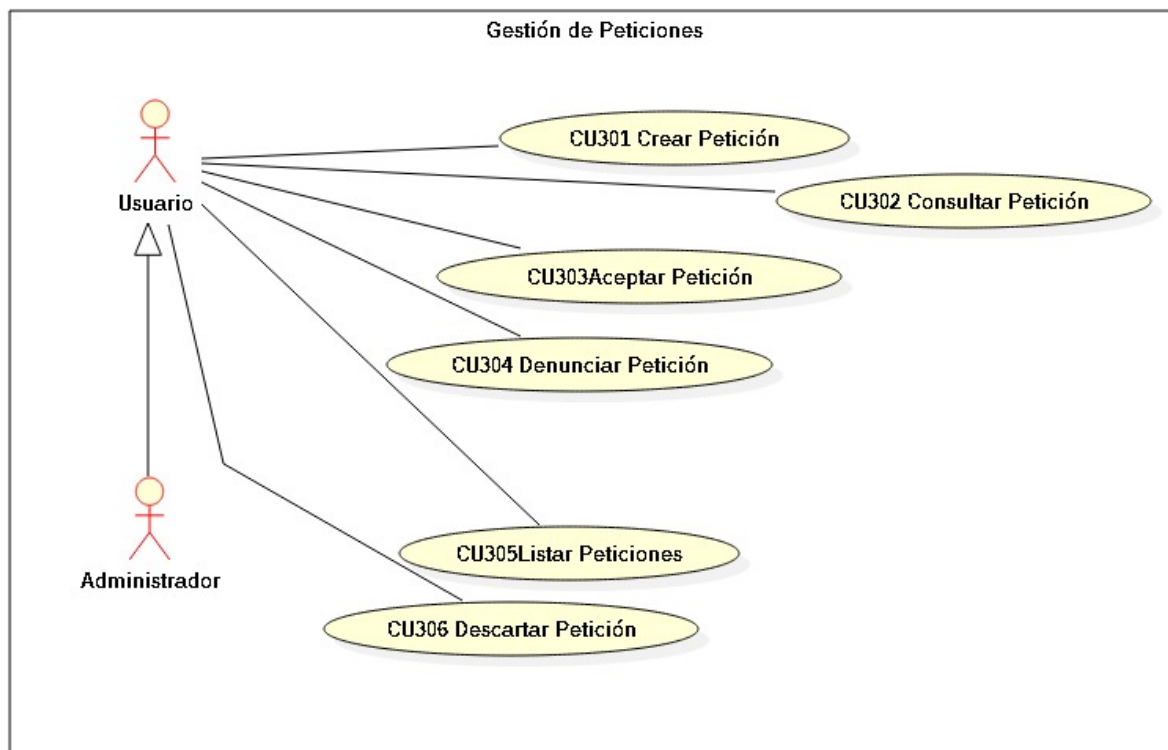 Gestión de Peticiones
CU301 Crear Petición
CU302 Consultar Petición
Usuario
CU303Aceptar Petición
CU304 Denunciar Petición
CU305Listar Peticiones
Administrador
CU306 Descartar Petición